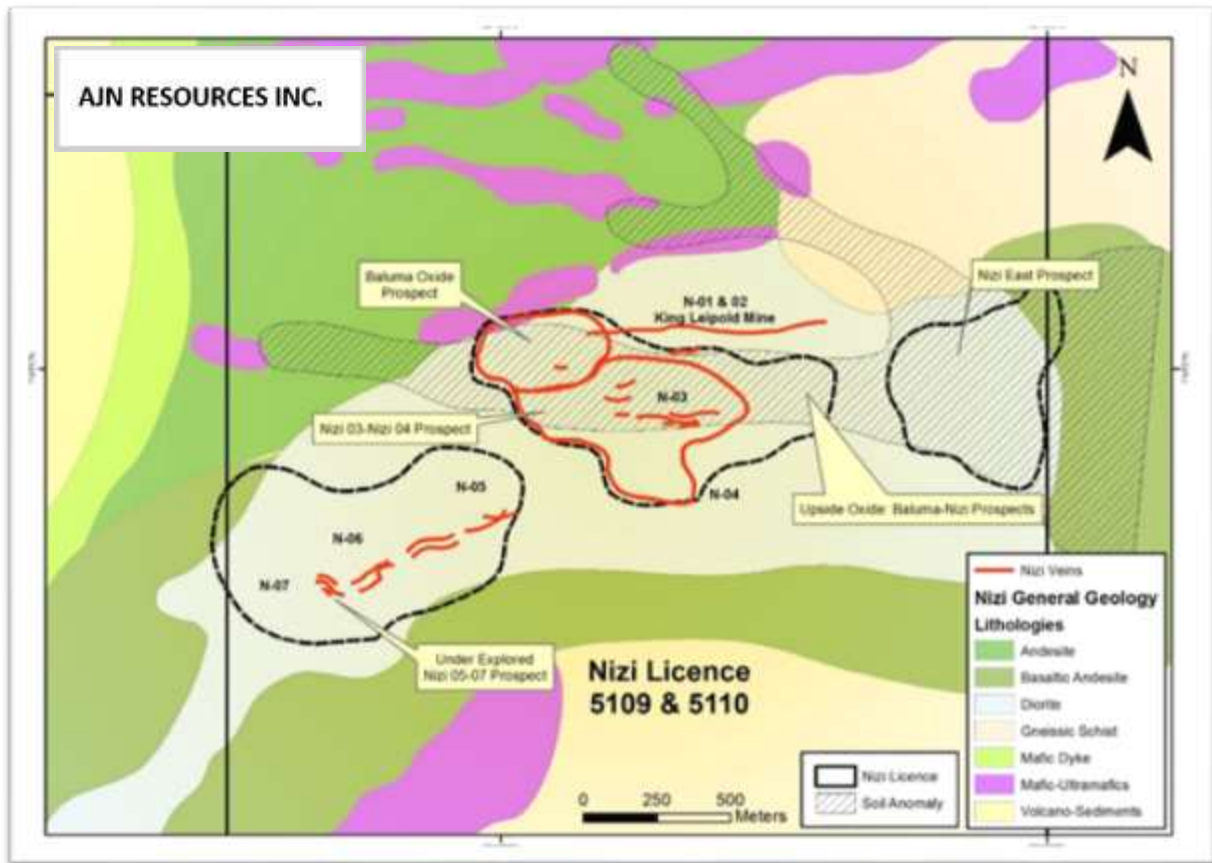 AJN RESOURCES INC.
N
Baluma Oxide
Prospect
Nizi East Prospect
N-01 & 02
King Leipold Mine
N-03
Nizi 03-Nizi 04 Prospect
N-04
N-05
Upside Oxide: Baluma-Nizi Prospects
N-06
N-07
Under Explored
Nizi 05-07 Prospect
Nizi Licence
5109 & 5110
0 250 500
Meters
Nizi Licence
Soil Anomaly
Nizi Veins
Nizi General Geology
Lithologies
Andesite
Basaltic Andesite
Diorite
Gneissic Schist
Mafic Dyke
Mafic-Ultramafics
Volcano-Sediments